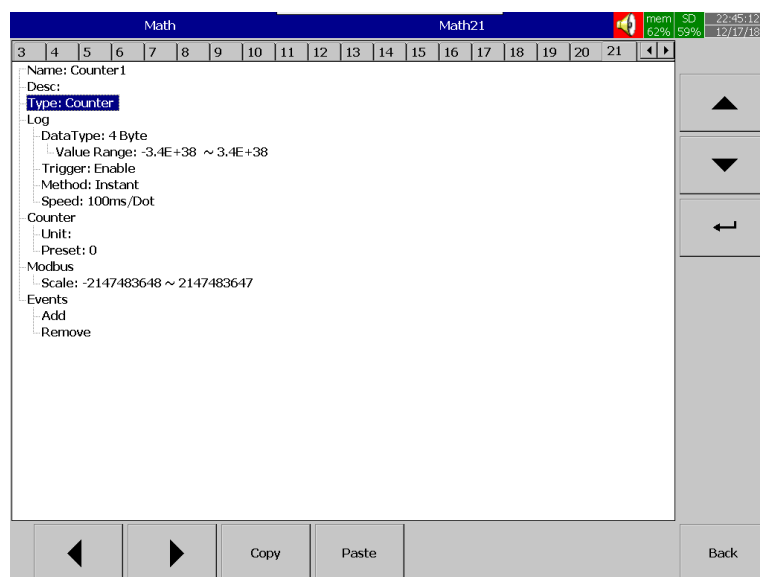 Math Math21 mem SD 22:45:12
62% 59% 12/17/18
3 4 5 6 7 8 9 10 11 12 13 14 15 16 17 18 19 20 21
Name: Counter1
Desc:
Type: Counter
Log
DataType: 4 Byte
Value Range: -3.4E+38 ~ 3.4E+38
Trigger: Enable
Method: Instant
Speed: 100ms/Dot
Counter
Unit:
Preset: 0
Modbus
Scale: -2147483648 ~ 2147483647
Events
Add
Remove
Copy Paste Back